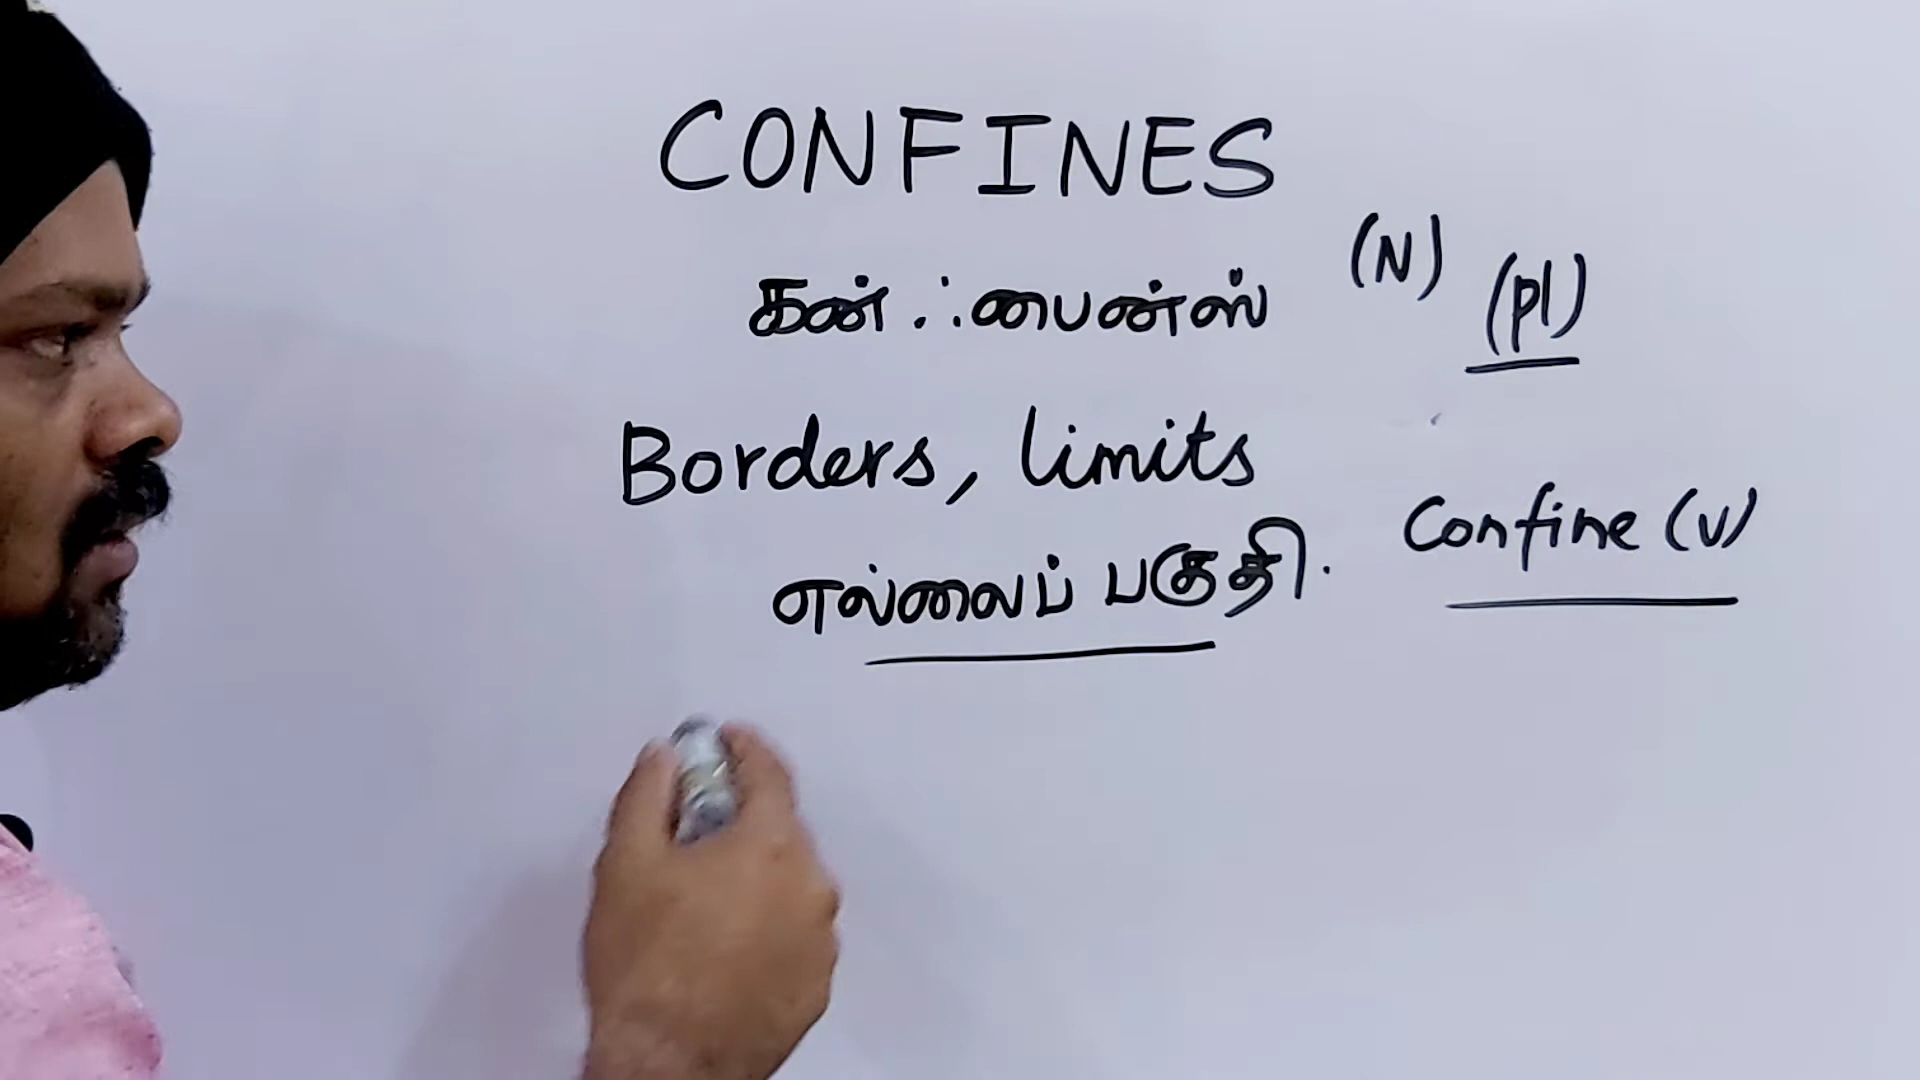 CONFINES
கன்ஃபைன்ஸ் (N) (pl)
Borders, limits
எல்லைப் பகுதி. Confine (v)